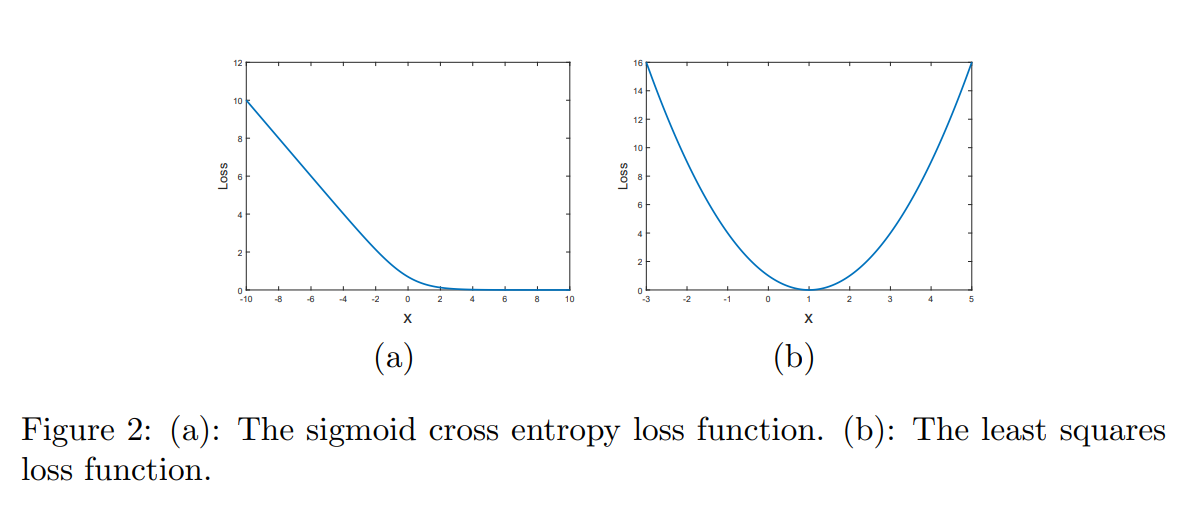 12
10
8
6
4
2
0
Loss
-10 -8 -6 -4 -2 0 2 4 6 8 10
x
(a)
16
14
12
10
8
6
4
2
0
Loss
-3 -2 -1 0 1 2 3 4 5
x
(b)
Figure 2: (a): The sigmoid cross entropy loss function. (b): The least squares
loss function.